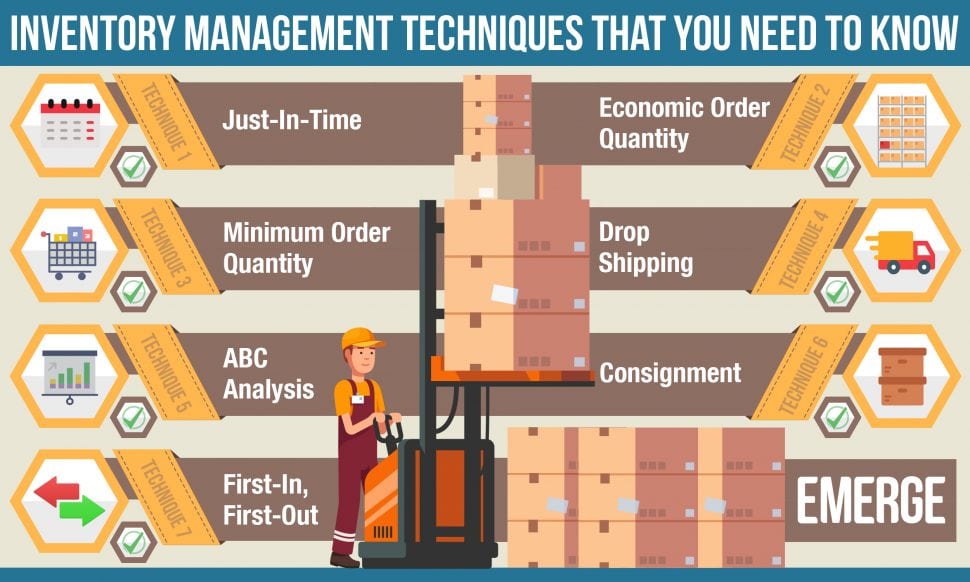 INVENTORY MANAGEMENT TECHNIQUES THAT YOU NEED TO KNOW
TECHNIQUE 1
Just-In-Time
Economic Order
Quantity
TECHNIQUE 2
TECHNIQUE 3
Minimum Order
Quantity
Drop
Shipping
TECHNIQUE 4
TECHNIQUE 5
ABC
Analysis
Consignment
TECHNIQUE 6
TECHNIQUE 7
First-In,
First-Out
EMERGE